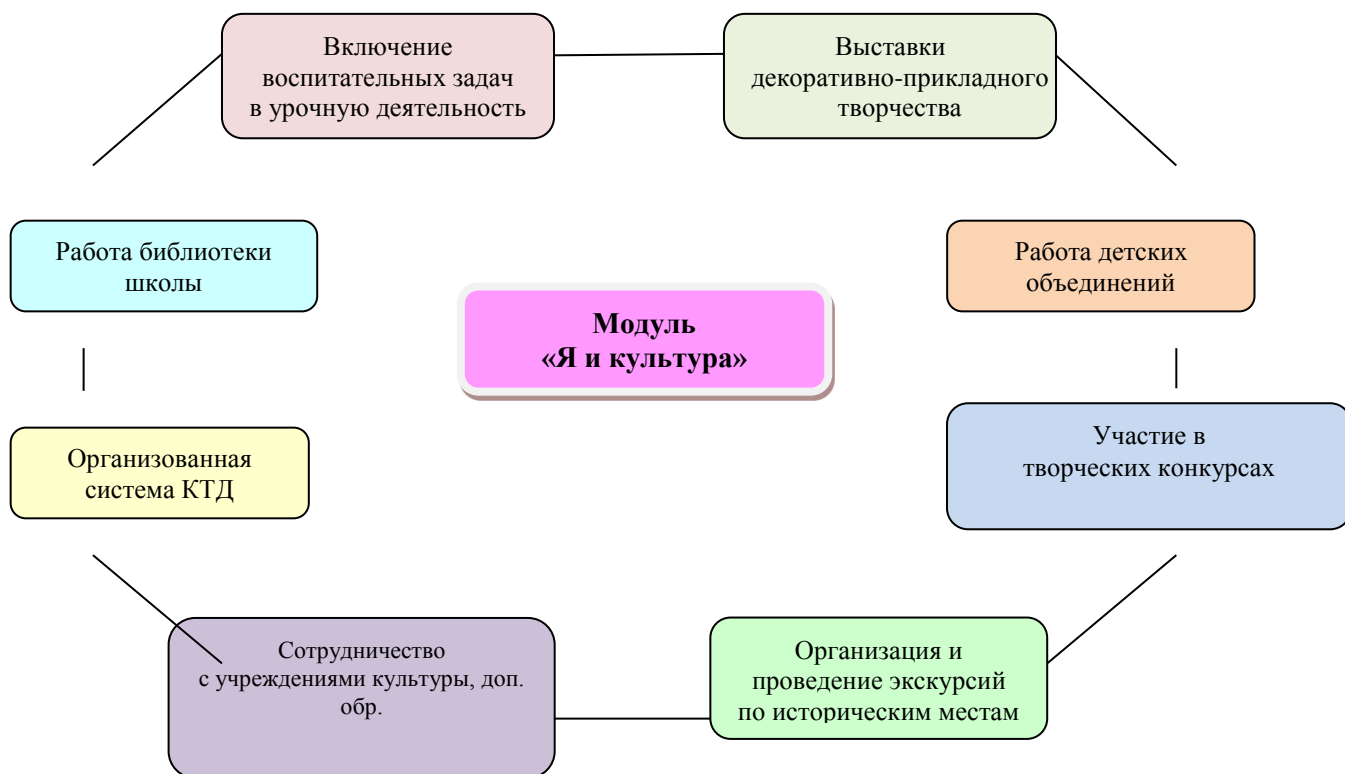 Включение
воспитательных задач
в урочную деятельность
Выставки
декоративно-прикладного
творчества
Работа библиотеки
школы
Работа детских
объединений
Модуль
«Я и культура»
Организованная
система КТД
Участие в
творческих конкурсах
Сотрудничество
с учреждениями культуры, доп.
обр.
Организация и
проведение экскурсий
по историческим местам